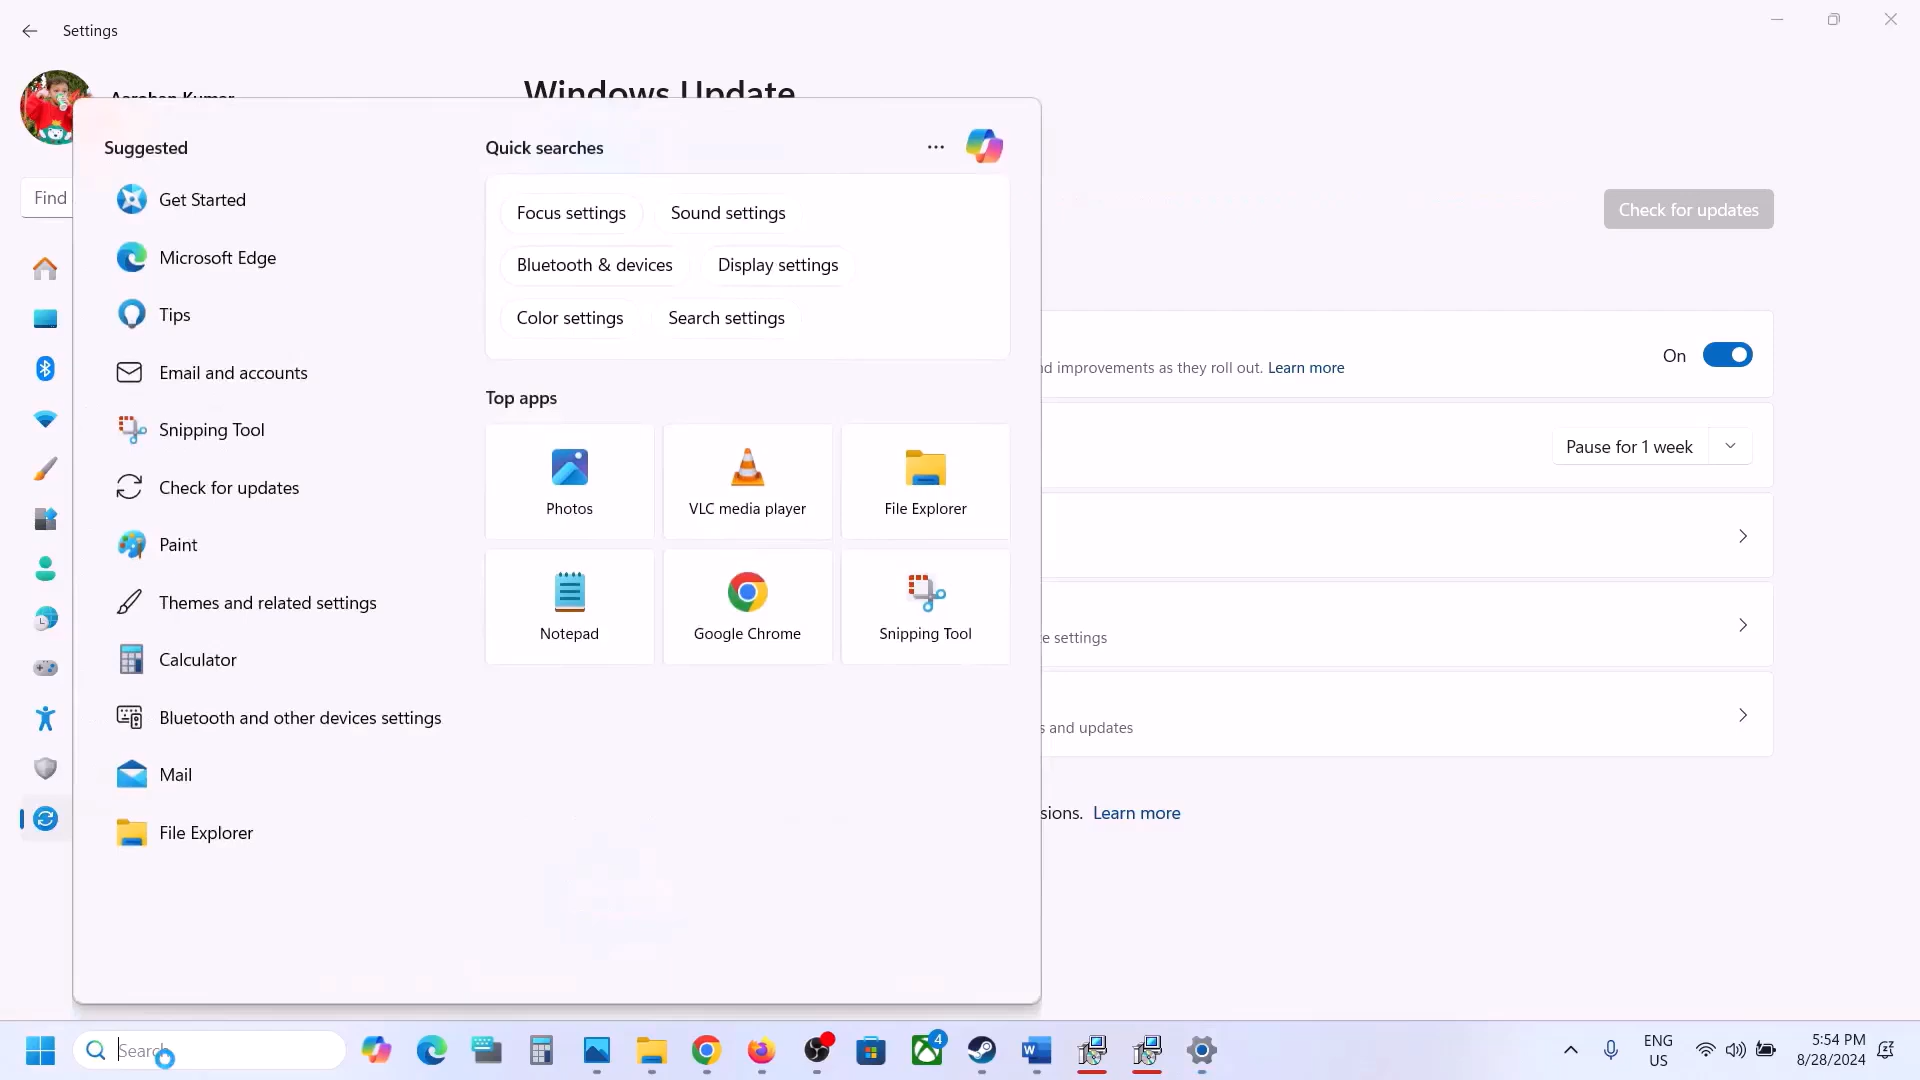 Settings
Windows Update
Find
Suggested
Get Started
Microsoft Edge
Tips
Email and accounts
Snipping Tool
Check for updates
Paint
Themes and related settings
Calculator
Bluetooth and other devices settings
Mail
File Explorer
Quick searches
Focus settings
Sound settings
Bluetooth & devices
Display settings
Color settings
Search settings
Top apps
Photos
VLC media player
File Explorer
Notepad
Google Chrome
Snipping Tool
Check for updates
On
improvements as they roll out. Learn more
Pause for 1 week
settings
and updates
Learn more
Search
4
ENG
US
5:54 PM
8/28/2024